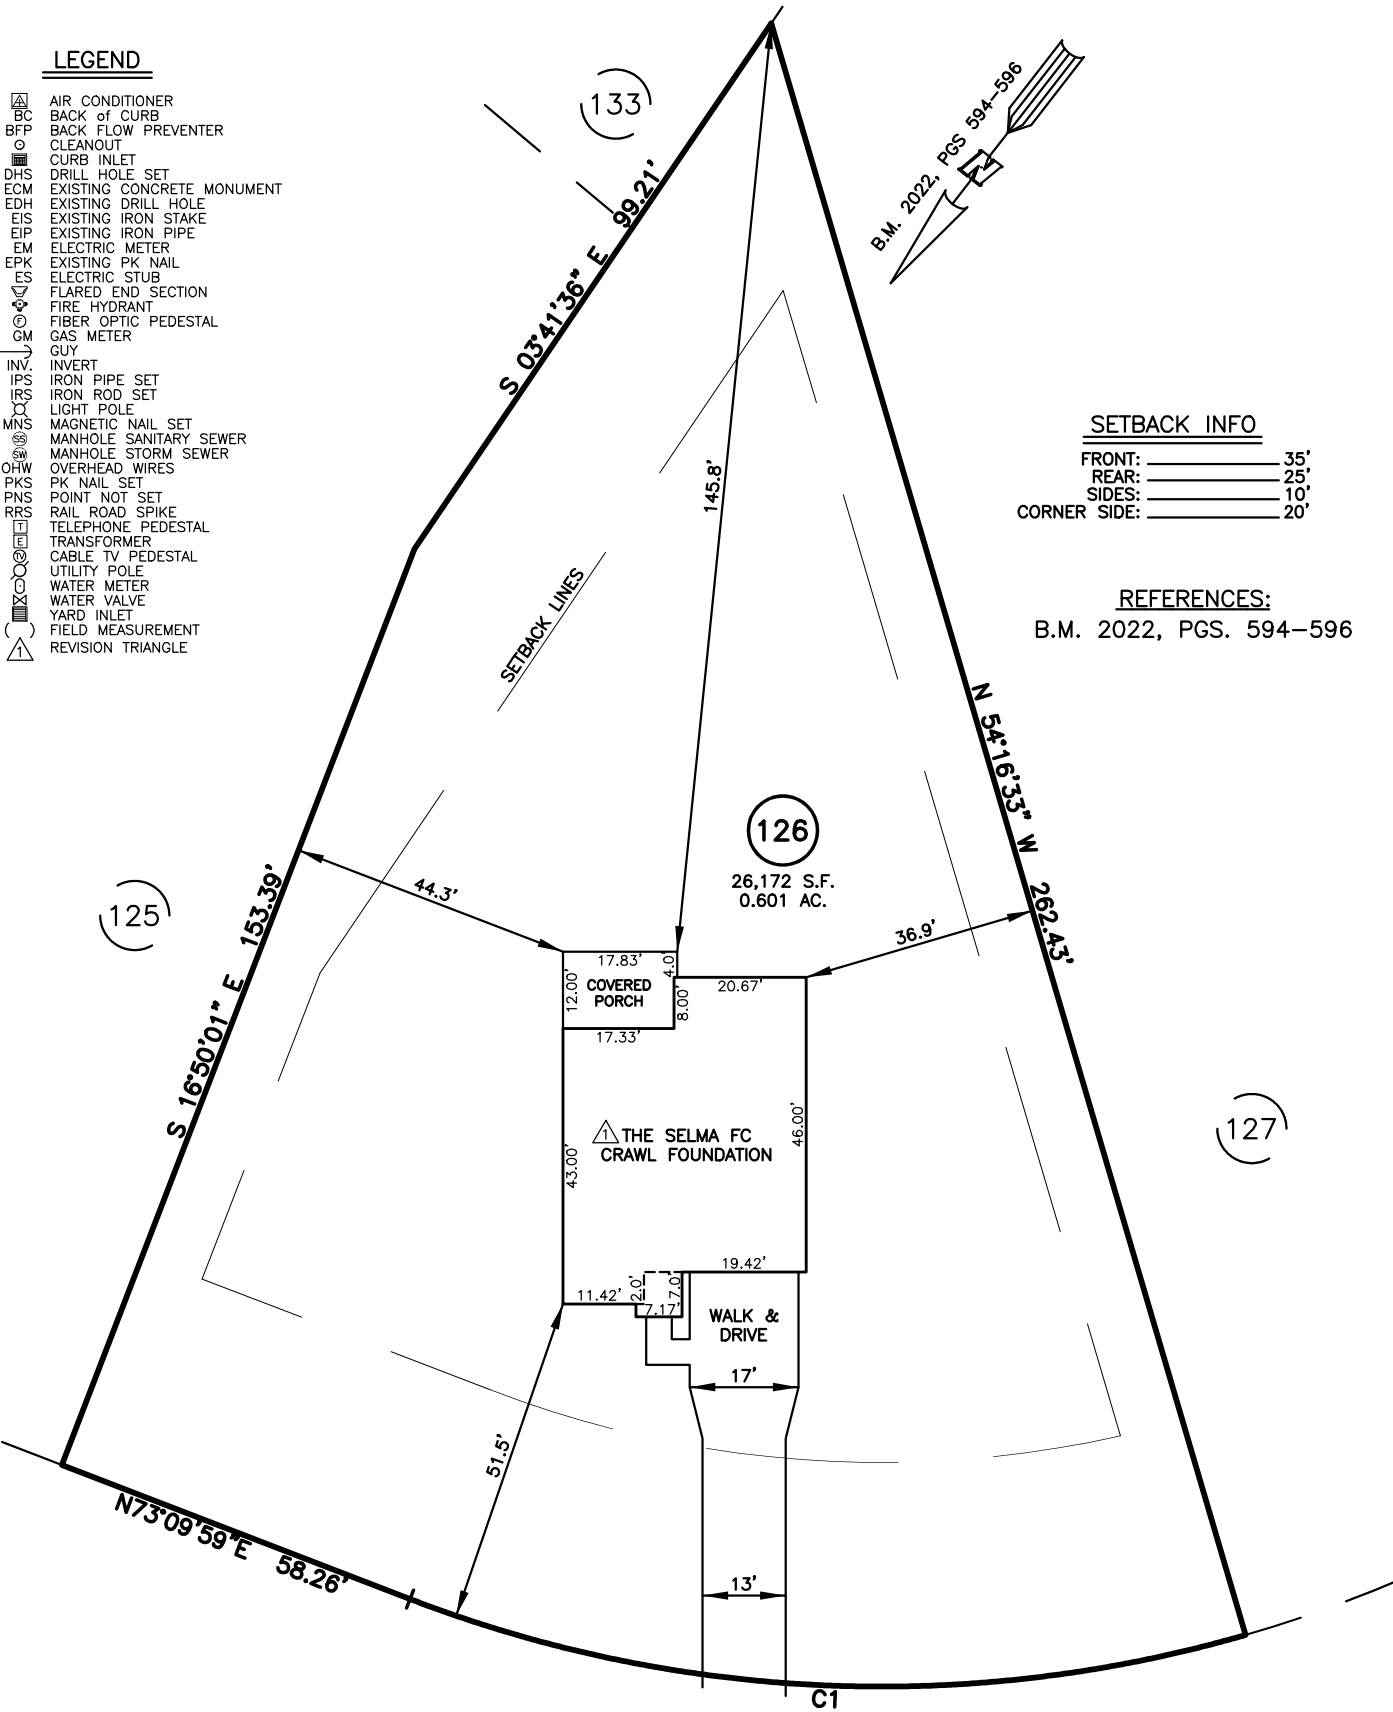 LEGEND
AIR CONDITIONER
BC BACK of CURB
BFP BACK FLOW PREVENTER
CLEANOUT
CURB INLET
DHS DRILL HOLE SET
ECM EXISTING CONCRETE MONUMENT
EDH EXISTING DRILL HOLE
EIS EXISTING IRON STAKE
EIP EXISTING IRON PIPE
EM ELECTRIC METER
EPK EXISTING PK NAIL
ES ELECTRIC STUB
FLARED END SECTION
FIRE HYDRANT
F FIBER OPTIC PEDESTAL
GM GAS METER
GUY
INV. INVERT
IPS IRON PIPE SET
IRS IRON ROD SET
LIGHT POLE
MNS MAGNETIC NAIL SET
SS MANHOLE SANITARY SEWER
SW MANHOLE STORM SEWER
OHW OVERHEAD WIRES
PKS PK NAIL SET
PNS POINT NOT SET
RRS RAIL ROAD SPIKE
T TELEPHONE PEDESTAL
E TRANSFORMER
TV CABLE TV PEDESTAL
UTILITY POLE
WATER METER
WATER VALVE
YARD INLET
( ) FIELD MEASUREMENT
1 REVISION TRIANGLE
133
S 03°41'36" E 99.21'
B.M. 2022, PGS 594-596
N
SETBACK INFO
FRONT: 35'
REAR: 25'
SIDES: 10'
CORNER SIDE: 20'
REFERENCES:
B.M. 2022, PGS. 594-596
145.8'
SETBACK LINES
N 54°16'33" W 262.43'
126
26,172 S.F.
0.601 AC.
125
S 16°50'01" E 153.39'
44.3'
36.9'
17.83'
4.0'
12.00'
COVERED
PORCH
8.00'
20.67'
17.33'
127
1 THE SELMA FC
CRAWL FOUNDATION
46.00'
43.00'
19.42'
11.42'
2.0'
7.0'
7.17'
WALK &
DRIVE
17'
51.5'
N73°09'59"E 58.26'
13'
C1